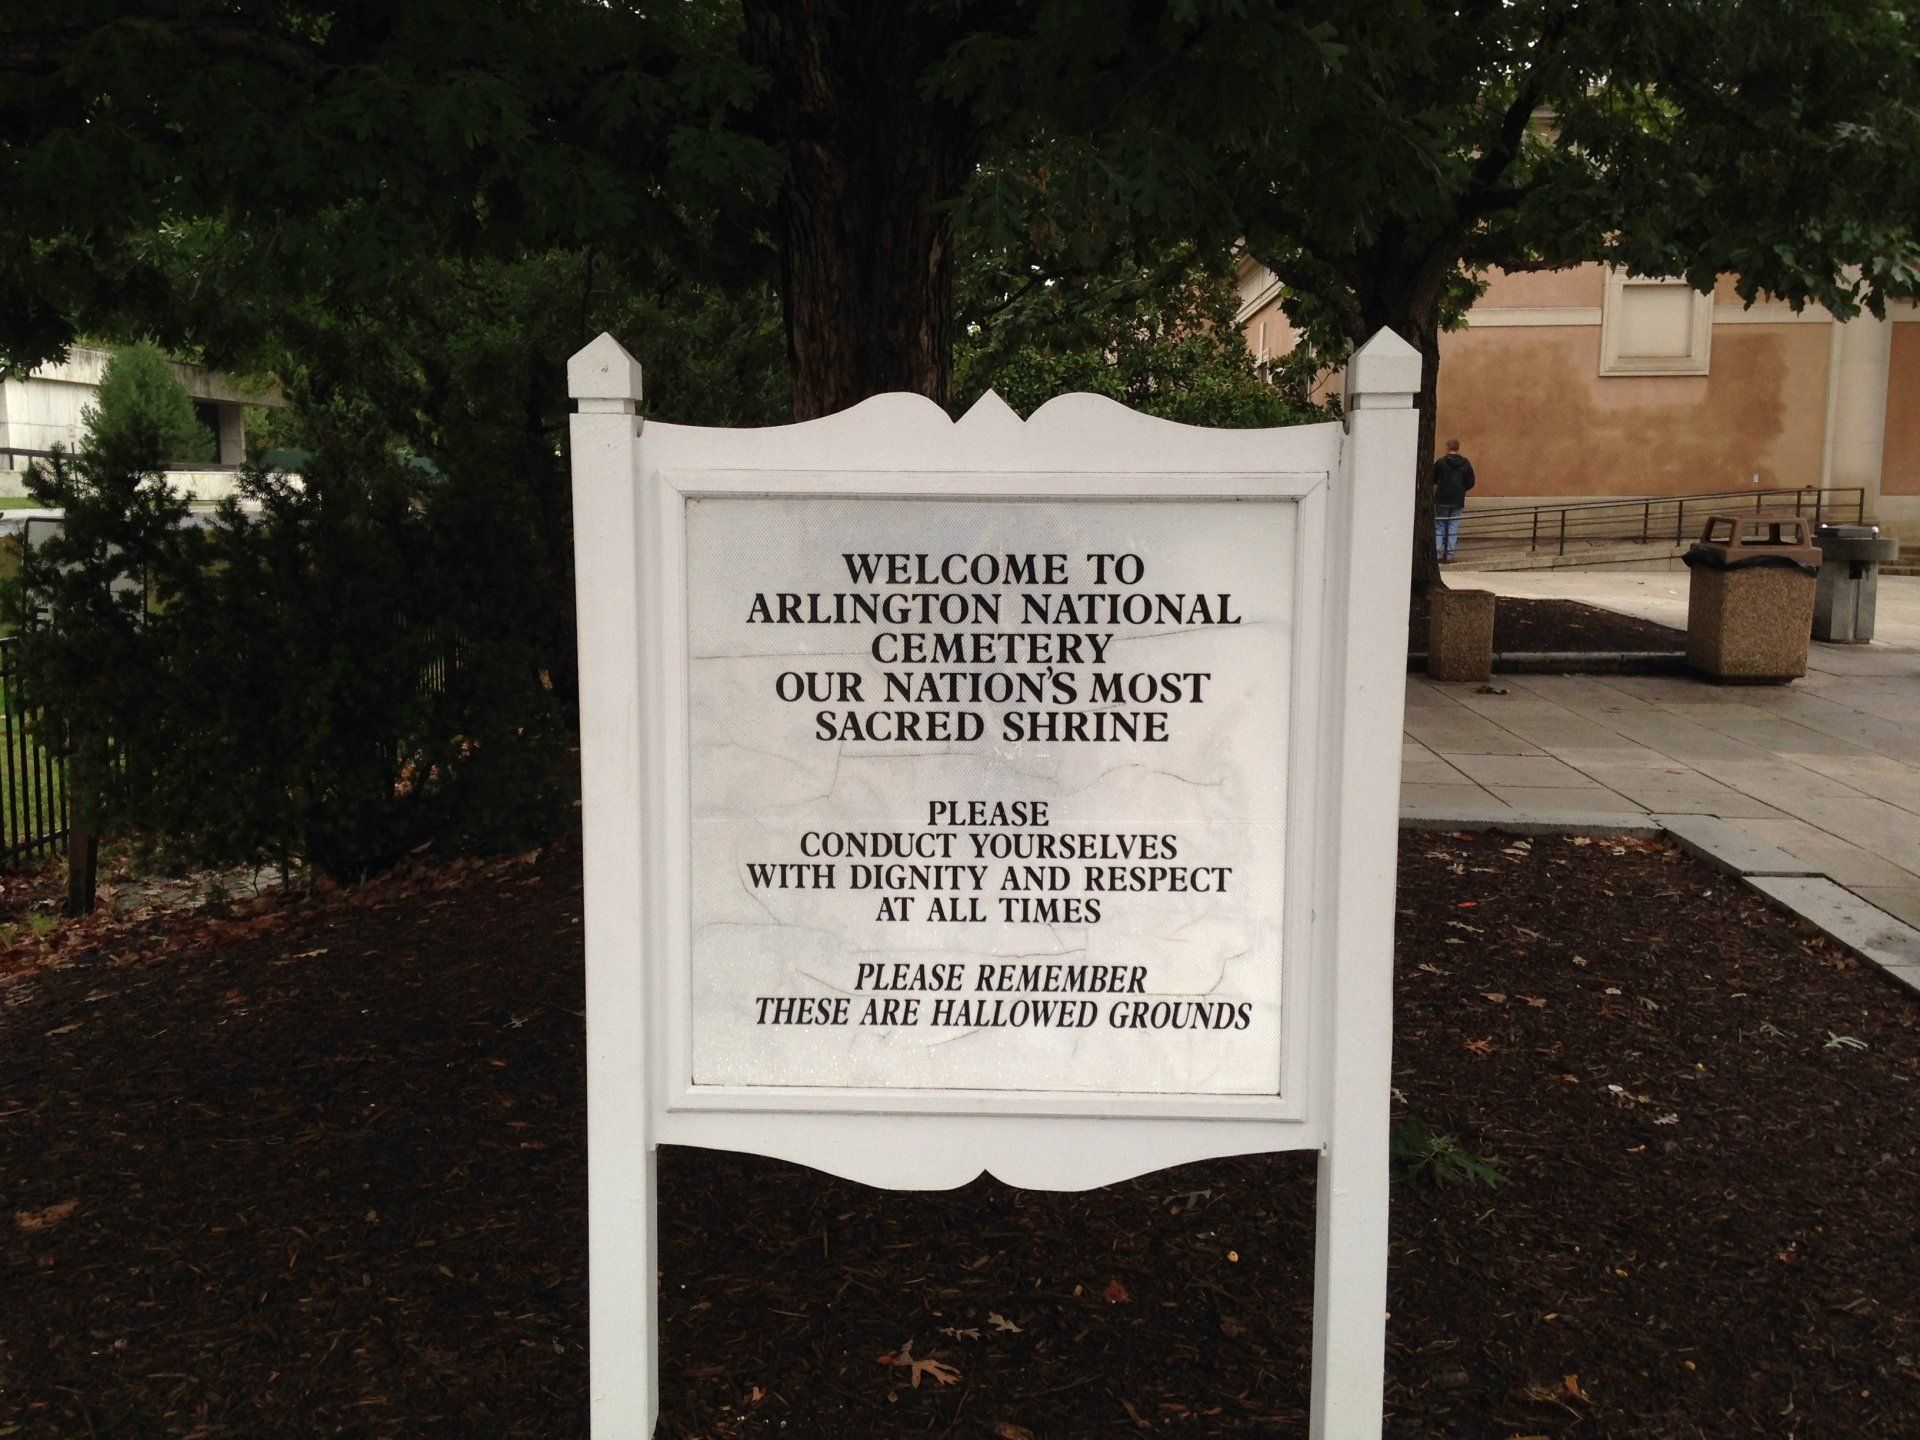 WELCOME TO
ARLINGTON NATIONAL
CEMETERY
OUR NATION'S MOST
SACRED SHRINE
PLEASE
CONDUCT YOURSELVES
WITH DIGNITY AND RESPECT
AT ALL TIMES
PLEASE REMEMBER
THESE ARE HALLOWED GROUNDS